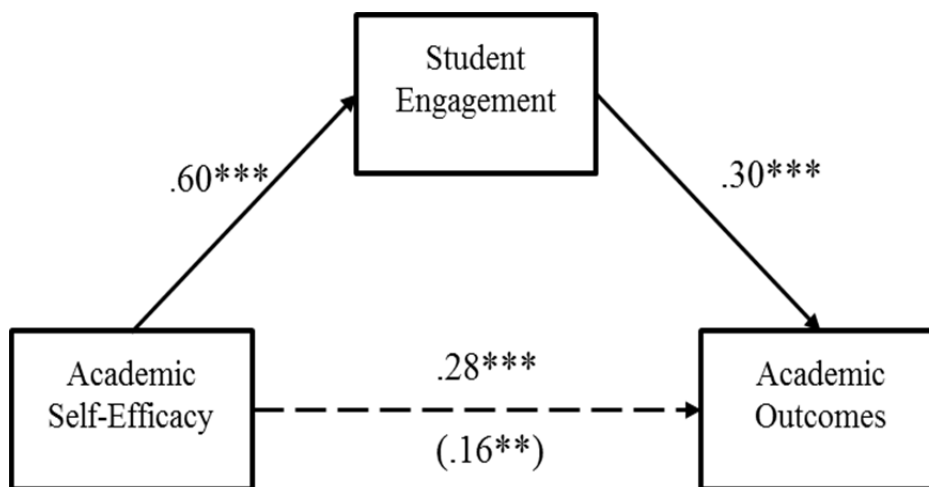 Student
Engagement
.60***
.30***
Academic
Self-Efficacy
.28***
(.16**)
Academic
Outcomes